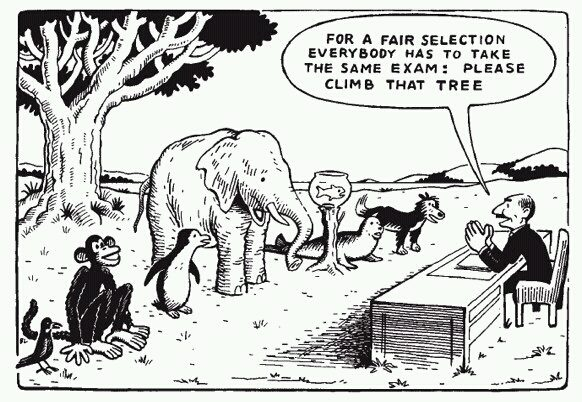 FOR A FAIR SELECTION
EVERYBODY HAS TO TAKE
THE SAME EXAM: PLEASE
CLIMB THAT TREE